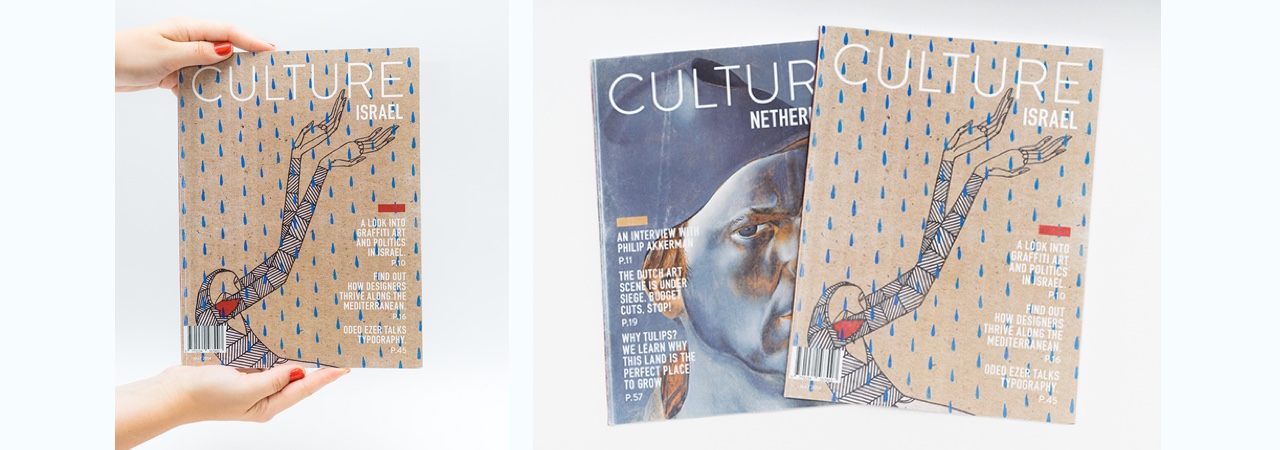 CULTURE
ISRAEL
A LOOK INTO
GRAFFITI ART
AND POLITICS
IN ISRAEL.
P.10
FIND OUT
HOW DESIGNERS
THRIVE ALONG THE
MEDITERRANEAN.
P.16
ODED EZER TALKS
TYPOGRAPHY.
P.45
CULTUR
NETHERL
AN INTERVIEW WITH
PHILIP AKKERMAN
P.11
THE DUTCH ART
SCENE IS UNDER
SIEGE. BUDGET
CUTS. STOP!
P.19
WHY TULIPS?
WE LEARN WHY
THIS LAND IS THE
PERFECT PLACE
TO GROW
P.57
CULTURE
ISRAEL
A LOOK INTO
GRAFFITI ART
AND POLITICS
IN ISRAEL.
P.10
FIND OUT
HOW DESIGNERS
THRIVE ALONG THE
MEDITERRANEAN.
P.16
ODED EZER TALKS
TYPOGRAPHY.
P.45